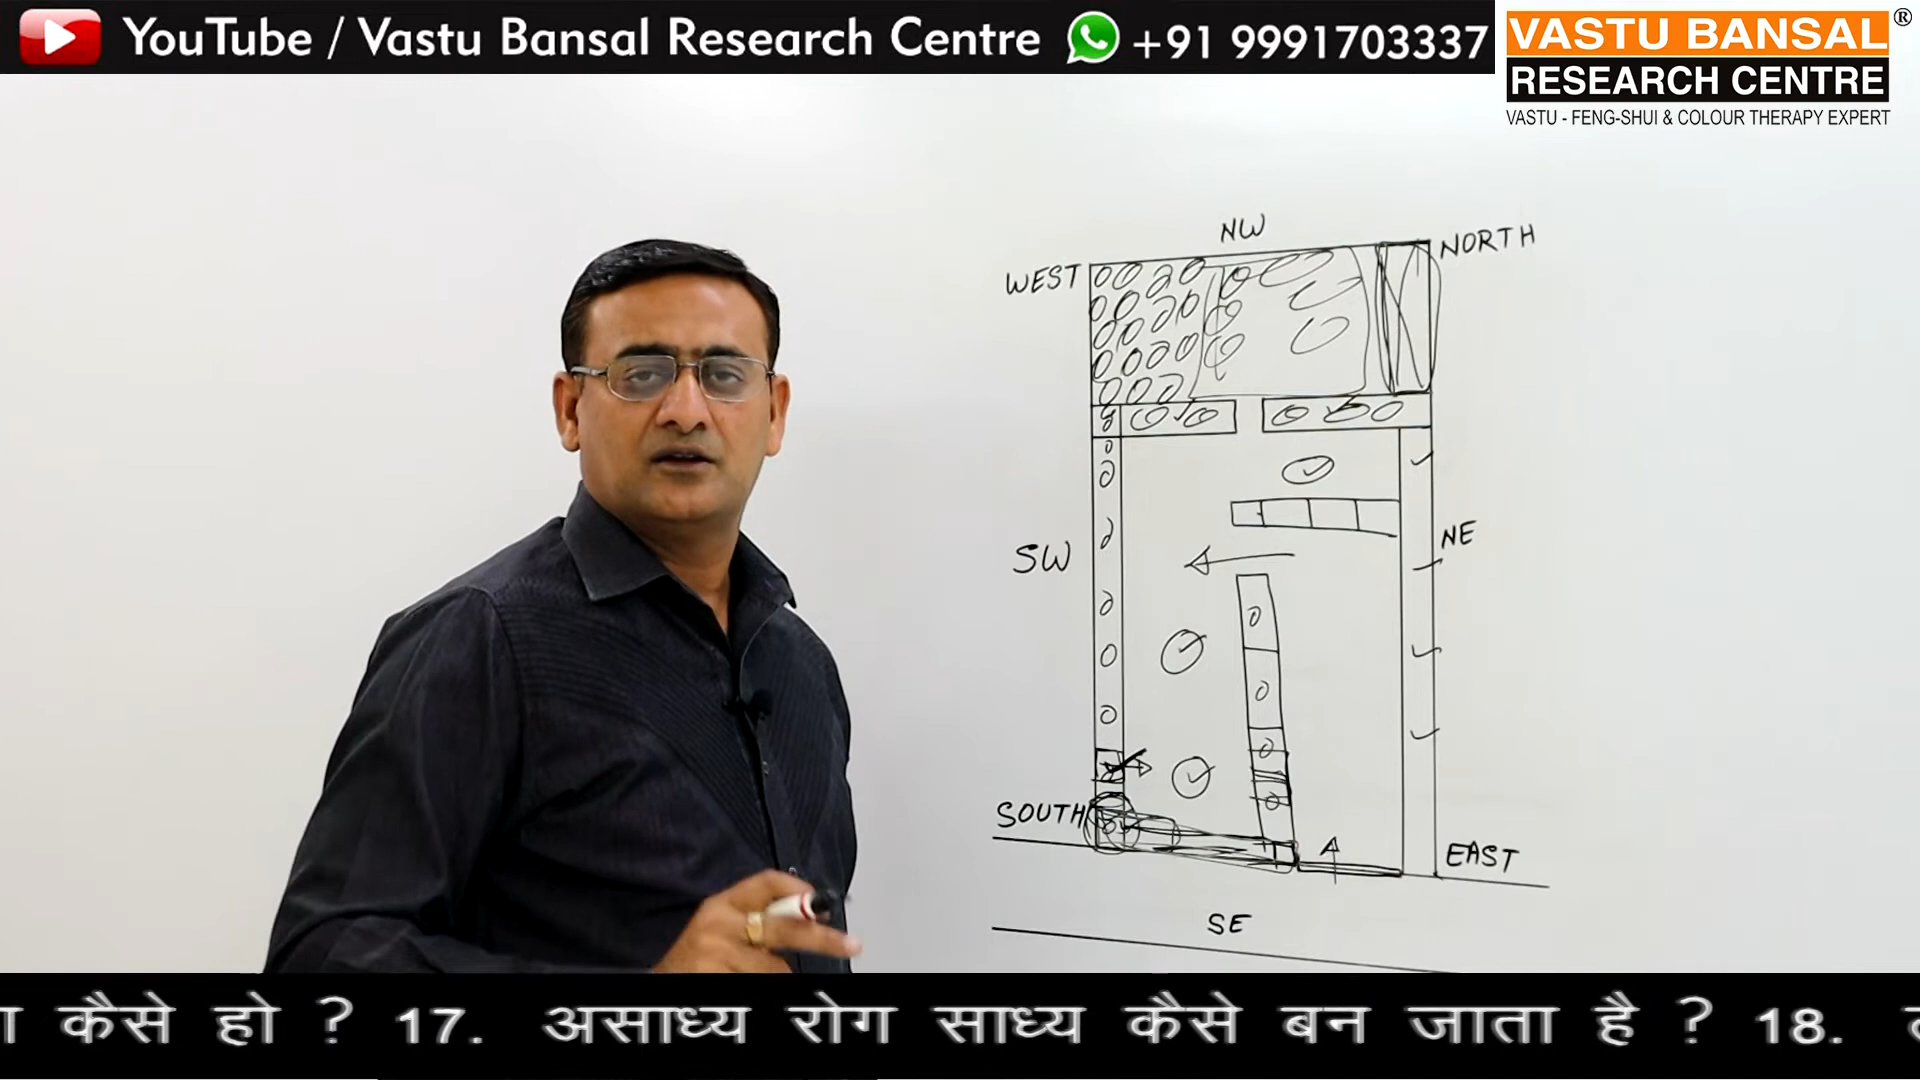 YouTube / Vastu Bansal Research Centre +91 9991703337
VASTU BANSAL ®
RESEARCH CENTRE
VASTU - FENG-SHUI & COLOUR THERAPY EXPERT
NW
WEST
NORTH
SW
NE
SOUTH
EAST
SE
कैसे हो ? 17. असाध्य रोग साध्य कैसे बन जाता है ? 18.